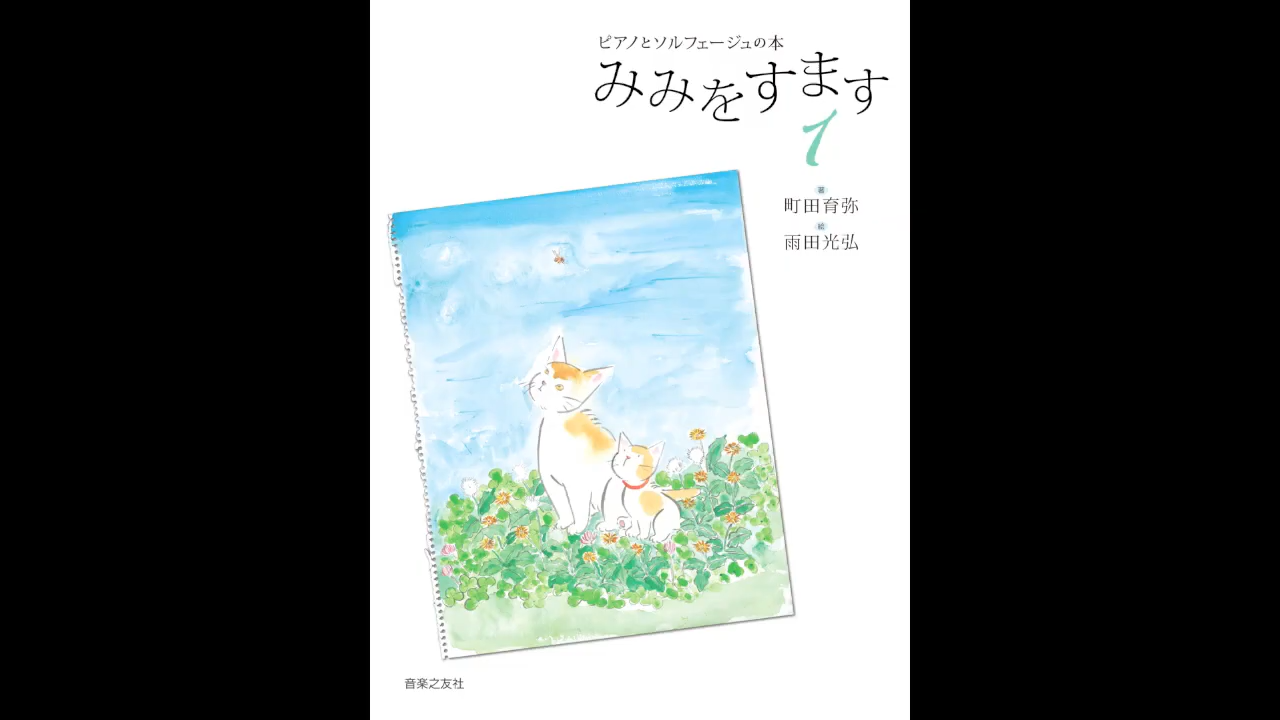 ピアノとソルフェージュの本
みみをすます
1
著
町田育弥
絵
雨田光弘
音楽之友社